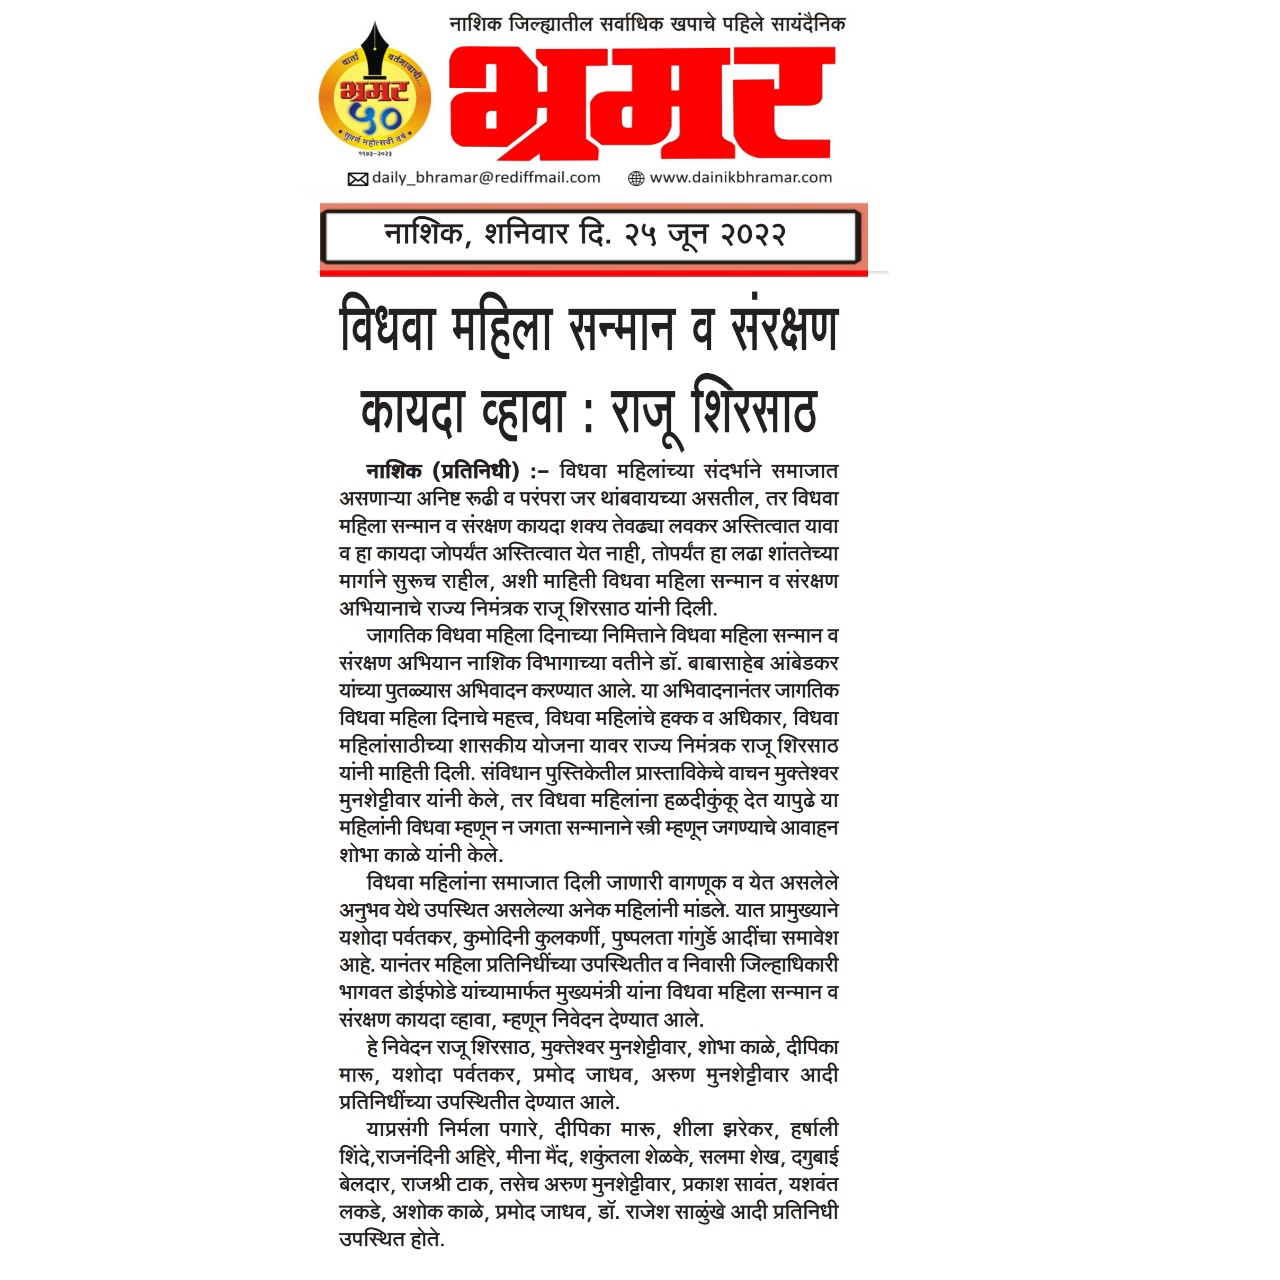 नाशिक जिल्ह्यातील सर्वाधिक खपाचे पहिले सायंदैनिक
वार्ता वर्तमानाची...
भ्रमर
५०
सुवर्ण महोत्सवी वर्ष
१९७३-२०२३
भ्रमर
daily_bhramar@rediffmail.com www.dainikbhramar.com
नाशिक, शनिवार दि. २५ जून २०२२
विधवा महिला सन्मान व संरक्षण
कायदा व्हावा : राजू शिरसाठ
नाशिक (प्रतिनिधी) :– विधवा महिलांच्या संदर्भाने समाजात
असणाऱ्या अनिष्ट रूढी व परंपरा जर थांबवायच्या असतील, तर विधवा
महिला सन्मान व संरक्षण कायदा शक्य तेवढ्या लवकर अस्तित्वात यावा
व हा कायदा जोपर्यंत अस्तित्वात येत नाही, तोपर्यंत हा लढा शांततेच्या
मार्गाने सुरूच राहील, अशी माहिती विधवा महिला सन्मान व संरक्षण
अभियानाचे राज्य निमंत्रक राजू शिरसाठ यांनी दिली.
जागतिक विधवा महिला दिनाच्या निमित्ताने विधवा महिला सन्मान व
संरक्षण अभियान नाशिक विभागाच्या वतीने डॉ. बाबासाहेब आंबेडकर
यांच्या पुतळ्यास अभिवादन करण्यात आले. या अभिवादनानंतर जागतिक
विधवा महिला दिनाचे महत्त्व, विधवा महिलांचे हक्क व अधिकार, विधवा
महिलांसाठीच्या शासकीय योजना यावर राज्य निमंत्रक राजू शिरसाठ
यांनी माहिती दिली. संविधान पुस्तिकेतील प्रास्ताविकेचे वाचन मुक्तेश्वर
मुनशेट्टीवार यांनी केले, तर विधवा महिलांना हळदीकुंकू देत यापुढे या
महिलांनी विधवा म्हणून न जगता सन्मानाने स्त्री म्हणून जगण्याचे आवाहन
शोभा काळे यांनी केले.
विधवा महिलांना समाजात दिली जाणारी वागणूक व येत असलेले
अनुभव येथे उपस्थित असलेल्या अनेक महिलांनी मांडले. यात प्रामुख्याने
यशोदा पर्वतकर, कुमोदिनी कुलकर्णी, पुष्पलता गांगुर्डे आदींचा समावेश
आहे. यानंतर महिला प्रतिनिधींच्या उपस्थितीत व निवासी जिल्हाधिकारी
भागवत डोईफोडे यांच्यामार्फत मुख्यमंत्री यांना विधवा महिला सन्मान व
संरक्षण कायदा व्हावा, म्हणून निवेदन देण्यात आले.
हे निवेदन राजू शिरसाठ, मुक्तेश्वर मुनशेट्टीवार, शोभा काळे, दीपिका
मारू, यशोदा पर्वतकर, प्रमोद जाधव, अरुण मुनशेट्टीवार आदी
प्रतिनिधींच्या उपस्थितीत देण्यात आले.
याप्रसंगी निर्मला पगारे, दीपिका मारू, शीला झरेकर, हर्षाली
शिंदे,राजनंदिनी अहिरे, मीना मैंद, शकुंतला शेळके, सलमा शेख, दगुबाई
बेलदार, राजश्री टाक, तसेच अरुण मुनशेट्टीवार, प्रकाश सावंत, यशवंत
लकडे, अशोक काळे, प्रमोद जाधव, डॉ. राजेश साळुंखे आदी प्रतिनिधी
उपस्थित होते.